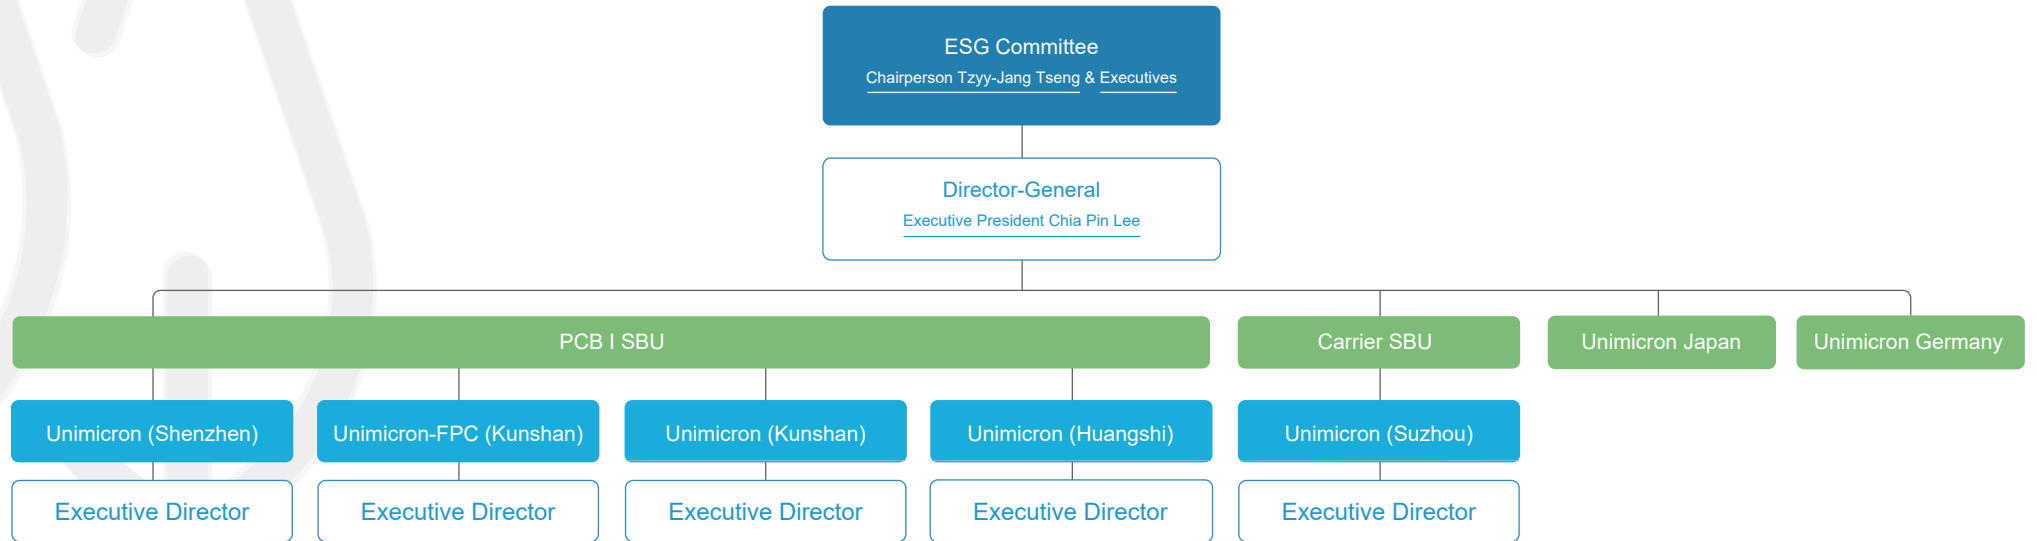 ESG Committee
Chairperson Tzyy-Jang Tseng & Executives
Director-General
Executive President Chia Pin Lee
PCB I SBU
Carrier SBU
Unimicron Japan
Unimicron Germany
Unimicron (Shenzhen)
Unimicron-FPC (Kunshan)
Unimicron (Kunshan)
Unimicron (Huangshi)
Unimicron (Suzhou)
Executive Director
Executive Director
Executive Director
Executive Director
Executive Director